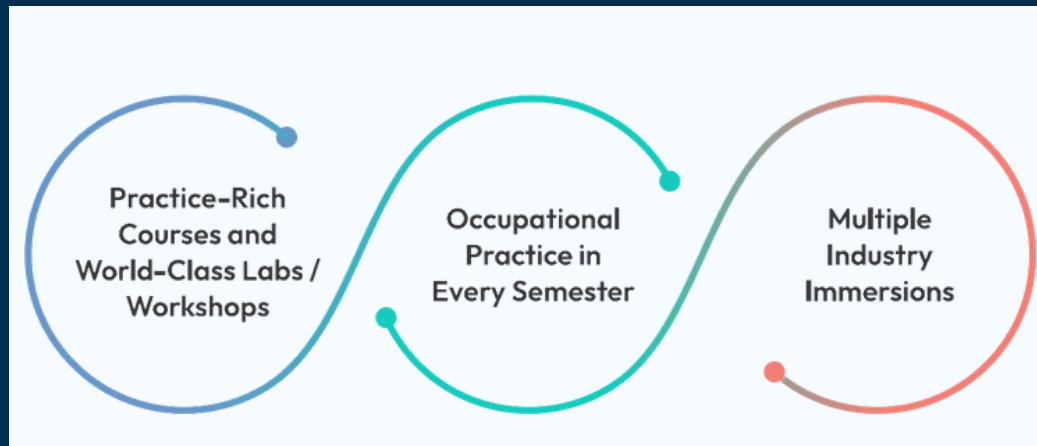 Practice-Rich
Courses and
World-Class Labs /
Workshops
Occupational
Practice in
Every Semester
Multiple
Industry
Immersions